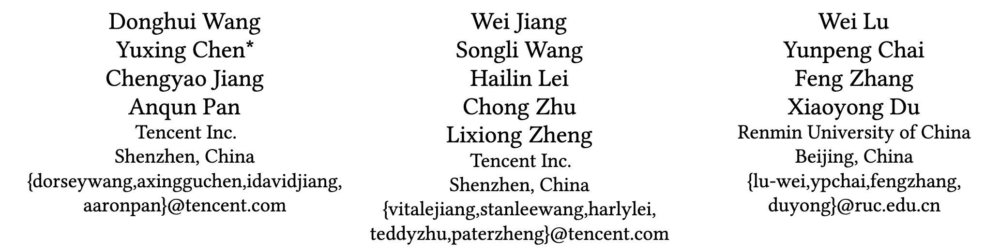 Donghui Wang
Yuxing Chen*
Chengyao Jiang
Anqun Pan
Tencent Inc.
Shenzhen, China
{dorseywang,axingguchen,idavidjiang,
aaronpan}@tencent.com
Wei Jiang
Songli Wang
Hailin Lei
Chong Zhu
Lixiong Zheng
Tencent Inc.
Shenzhen, China
{vitalejiang,stanleewang,harlylei,
teddyzhu,paterzheng}@tencent.com
Wei Lu
Yunpeng Chai
Feng Zhang
Xiaoyong Du
Renmin University of China
Beijing, China
{lu-wei,ypchai,fengzhang,
duyong}@ruc.edu.cn